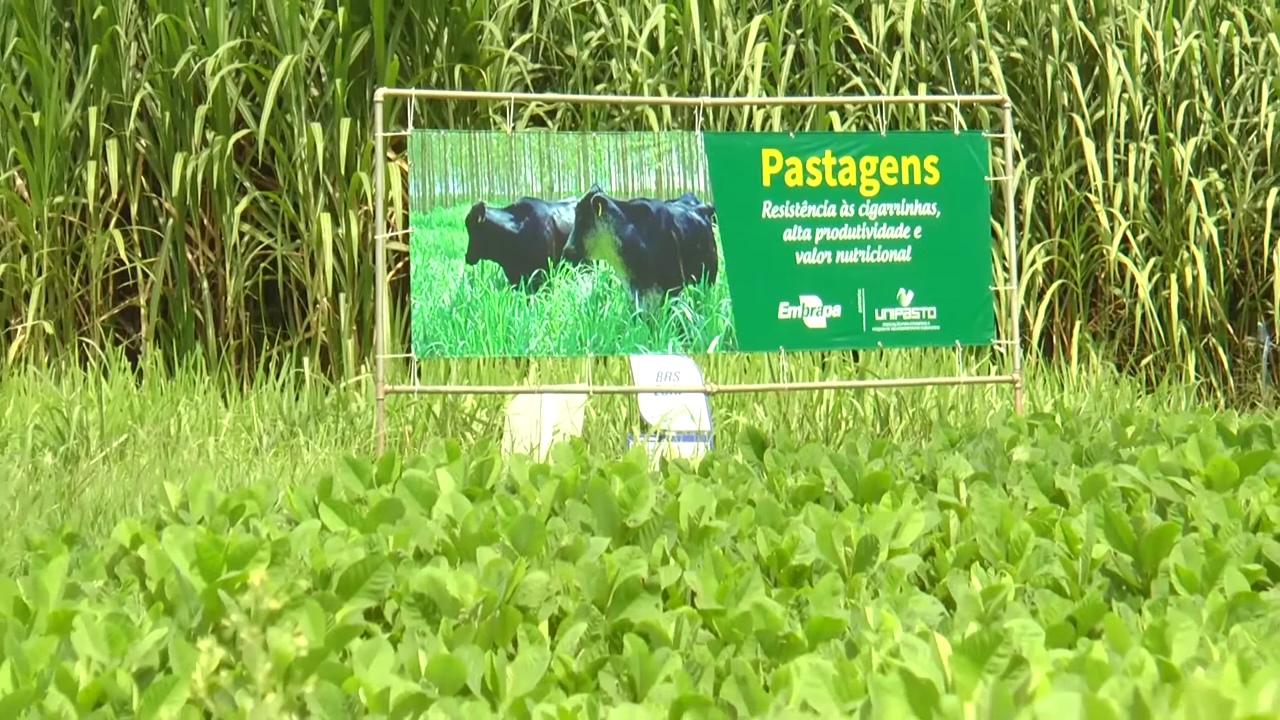 Pastagens
Resistência às cigarrinhas,
alta produtividade e
valor nutricional
Embrapa
UNIPASTO
BRS